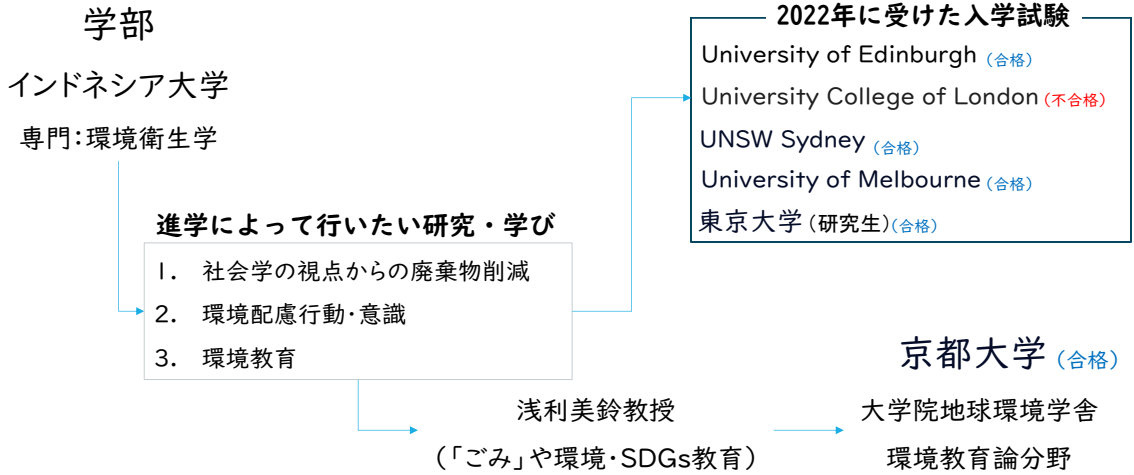 学部
インドネシア大学
専門：環境衛生学
進学によって行いたい研究・学び
1. 社会学の視点からの廃棄物削減
2. 環境配慮行動・意識
3. 環境教育
2022年に受けた入学試験
University of Edinburgh (合格)
University College of London (不合格)
UNSW Sydney (合格)
University of Melbourne (合格)
東京大学 (研究生) (合格)
浅利美鈴教授
（「ごみ」や環境・SDGs教育）
京都大学 (合格)
大学院地球環境学舎
環境教育論分野